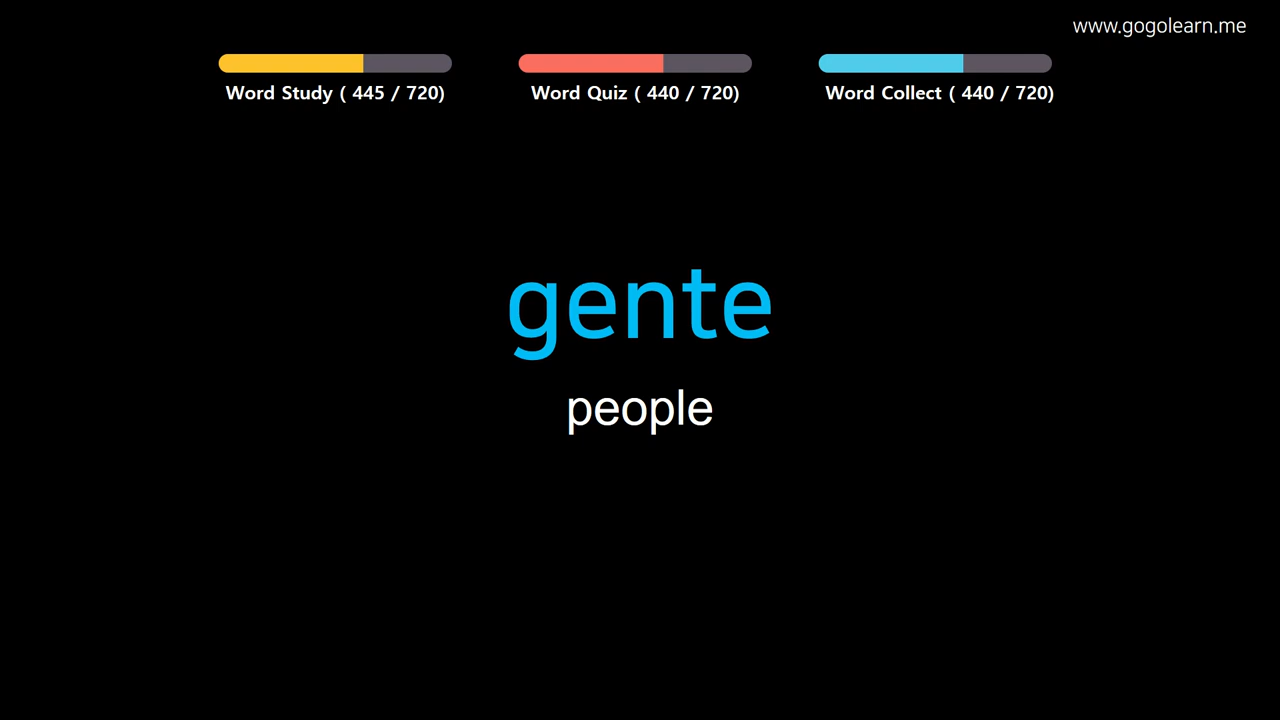 www.gogolearn.me
Word Study ( 445 / 720)
Word Quiz ( 440 / 720)
Word Collect ( 440 / 720)
gente
people